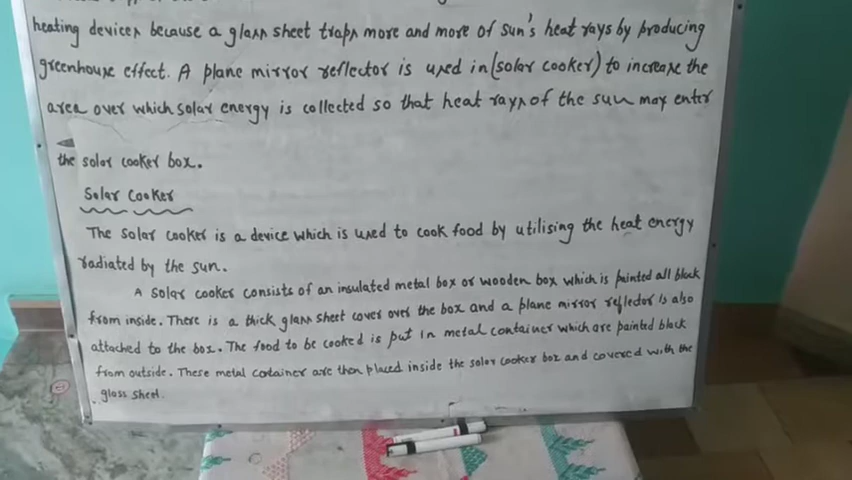 heating devices because a glass sheet traps more and more of sun's heat rays by producing
greenhouse effect. A plane mirror reflector is used in (solar cooker) to increase the
area over which solar energy is collected so that heat rays of the sun may enter
the solar cooker box.
Solar Cooker
The solar cooker is a device which is used to cook food by utilising the heat energy
radiated by the sun.
A solar cooker consists of an insulated metal box or wooden box which is painted all black
from inside. There is a thick glass sheet cover over the box and a plane mirror reflector is also
attached to the box. The food to be cooked is put in metal container which are painted black
from outside. These metal container are then placed inside the solar cooker box and covered with the
glass sheet.